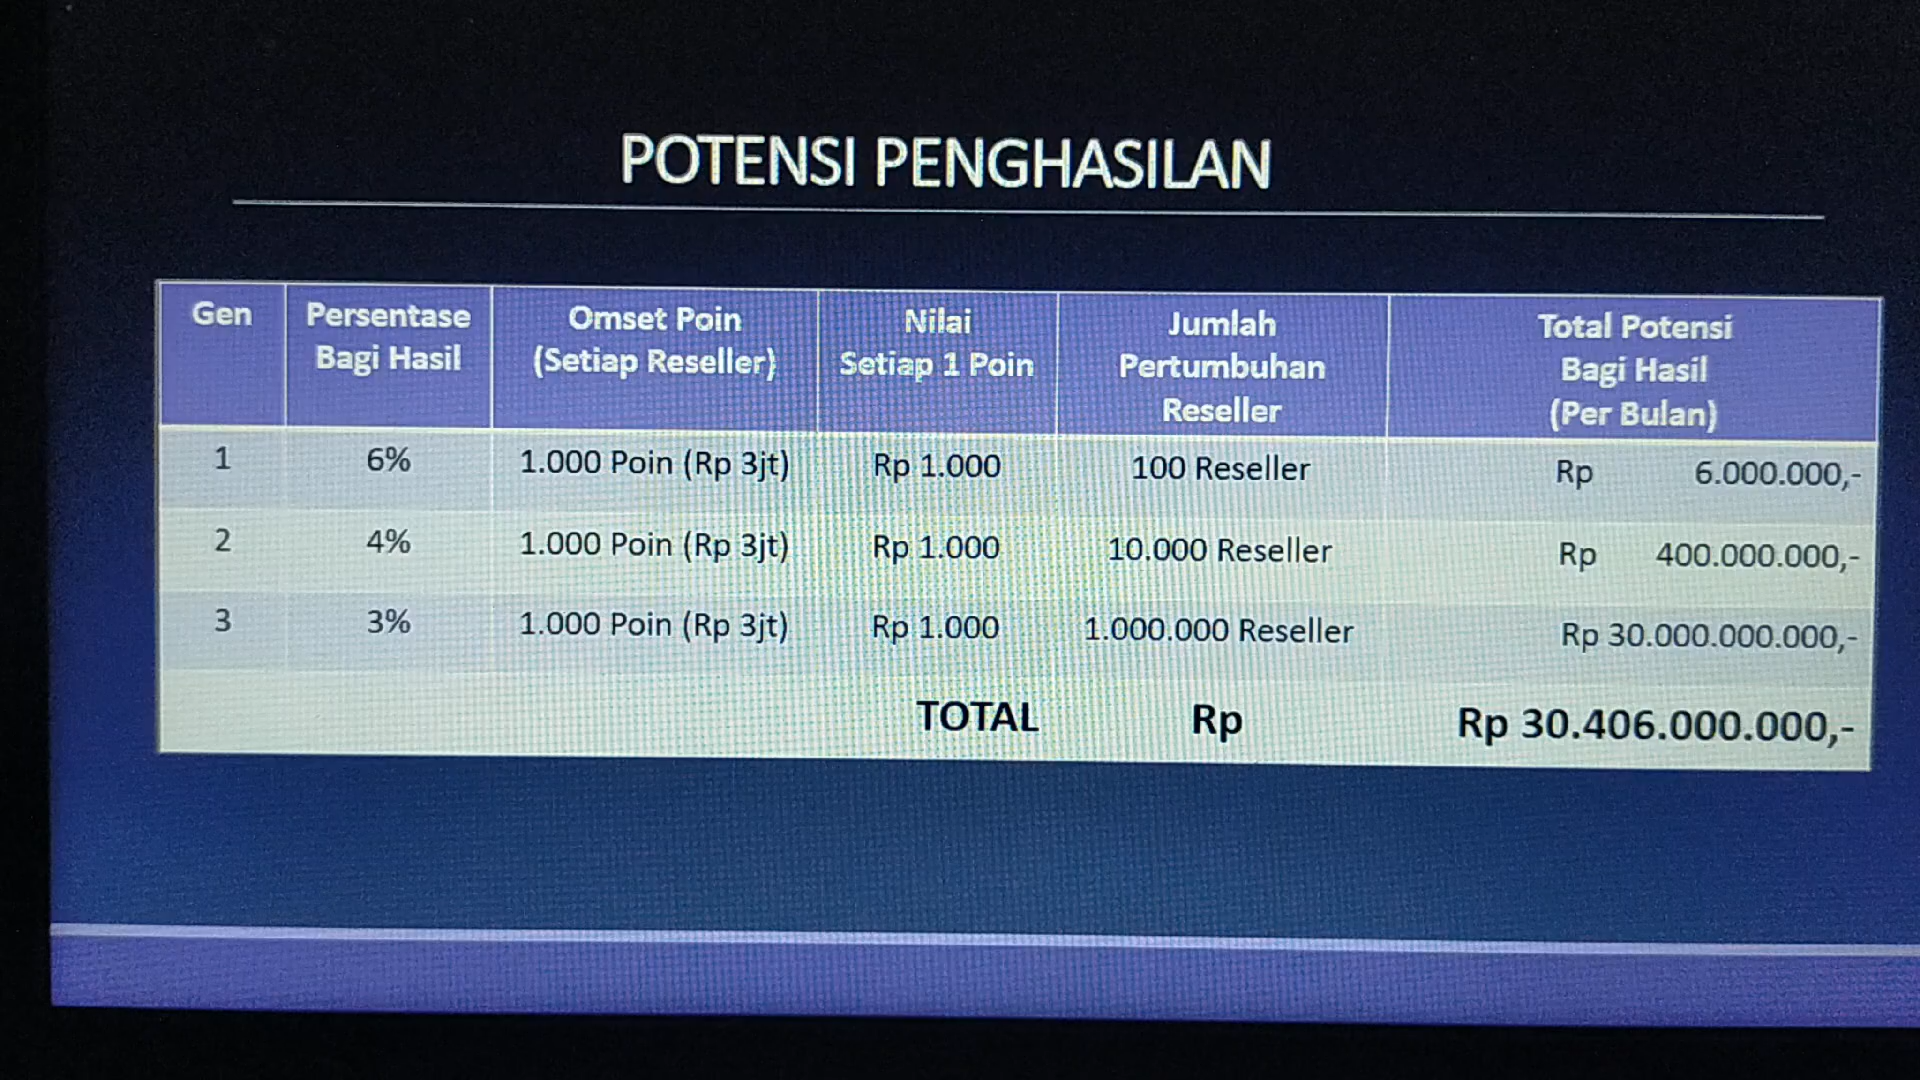 POTENSI PENGHASILAN
Gen
Persentase
Bagi Hasil
Omset Poin
(Setiap Reseller)
Nilai
Setiap 1 Poin
Jumlah
Pertumbuhan
Reseller
Total Potensi
Bagi Hasil
(Per Bulan)
1 6% 1.000 Poin (Rp 3jt) Rp 1.000 100 Reseller Rp 6.000.000,-
2 4% 1.000 Poin (Rp 3jt) Rp 1.000 10.000 Reseller Rp 400.000.000,-
3 3% 1.000 Poin (Rp 3jt) Rp 1.000 1.000.000 Reseller Rp 30.000.000.000,-
TOTAL Rp Rp 30.406.000.000,-